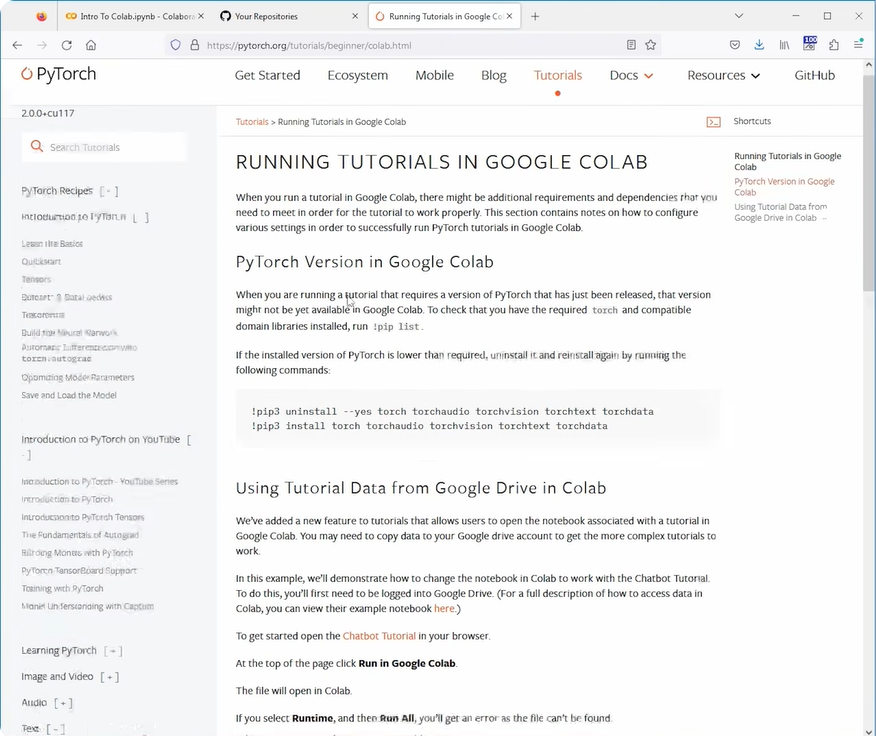 Intro To Colab.ipynb - Colabora
Your Repositories
Running Tutorials in Google Co
https://pytorch.org/tutorials/beginner/colab.html
100
PyTorch
Get Started
Ecosystem
Mobile
Blog
Tutorials
Docs
Resources
GitHub
2.0.0+cu117
Search Tutorials
PyTorch Recipes [ - ]
Introduction to PyTorch [ ]
Learn the Basics
Quickstart
Tensors
Build the Neural Network
torch.autograd
Optimizing Model Parameters
Save and Load the Model
Introduction to PyTorch on YouTube [
- ]
Introduction to PyTorch - YouTube Series
Introduction to PyTorch
Introduction to PyTorch Tensors
The Fundamentals of Autograd
Building Models with PyTorch
PyTorch TensorBoard Support
Training with PyTorch
Model Understanding with Captum
Learning PyTorch [ + ]
Image and Video [ + ]
Audio [ + ]
Text [ - ]
Tutorials > Running Tutorials in Google Colab
RUNNING TUTORIALS IN GOOGLE COLAB
When you run a tutorial in Google Colab, there might be additional requirements and dependencies that you
need to meet in order for the tutorial to work properly. This section contains notes on how to configure
various settings in order to successfully run PyTorch tutorials in Google Colab.
PyTorch Version in Google Colab
When you are running a tutorial that requires a version of PyTorch that has just been released, that version
might not be yet available in Google Colab. To check that you have the required torch and compatible
domain libraries installed, run !pip list.
If the installed version of PyTorch is lower than required, uninstall it and reinstall again by running the
following commands:
!pip3 uninstall --yes torch torchaudio torchvision torchtext torchdata
!pip3 install torch torchaudio torchvision torchtext torchdata
Using Tutorial Data from Google Drive in Colab
We've added a new feature to tutorials that allows users to open the notebook associated with a tutorial in
Google Colab. You may need to copy data to your Google drive account to get the more complex tutorials to
work.
In this example, we'll demonstrate how to change the notebook in Colab to work with the Chatbot Tutorial.
To do this, you'll first need to be logged into Google Drive. (For a full description of how to access data in
Colab, you can view their example notebook here.)
To get started open the Chatbot Tutorial in your browser.
At the top of the page click Run in Google Colab.
The file will open in Colab.
If you select Runtime, and then Run All, you'll get an error as the file can't be found.
Shortcuts
Running Tutorials in Google
Colab
PyTorch Version in Google
Colab
Using Tutorial Data from
Google Drive in Colab